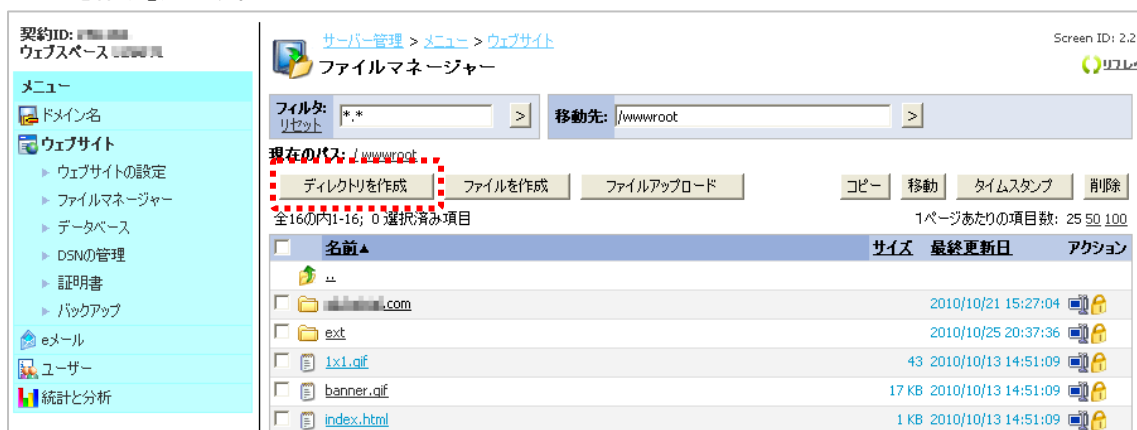 契約ID:
ウェブスペース
メニュー
ドメイン名
ウェブサイト
ウェブサイトの設定
ファイルマネージャー
データベース
DSNの管理
証明書
バックアップ
eメール
ユーザー
統計と分析
サーバー管理 > メニュー > ウェブサイト
Screen ID: 2.2
ファイルマネージャー
フィルタ: *.* >
リセット
移動先: /wwwroot >
現在のパス: / wwwroot
ディレクトリを作成 ファイルを作成 ファイルアップロード コピー 移動 タイムスタンプ 削除
全16の内1-16; 0 選択済み項目 1ページあたりの項目数: 25 50 100
名前▲ サイズ 最終更新日 アクション
..
.com 2010/10/21 15:27:04
ext 2010/10/25 20:37:36
1x1.gif 43 2010/10/13 14:51:09
banner.gif 17 KB 2010/10/13 14:51:09
index.html 1 KB 2010/10/13 14:51:09